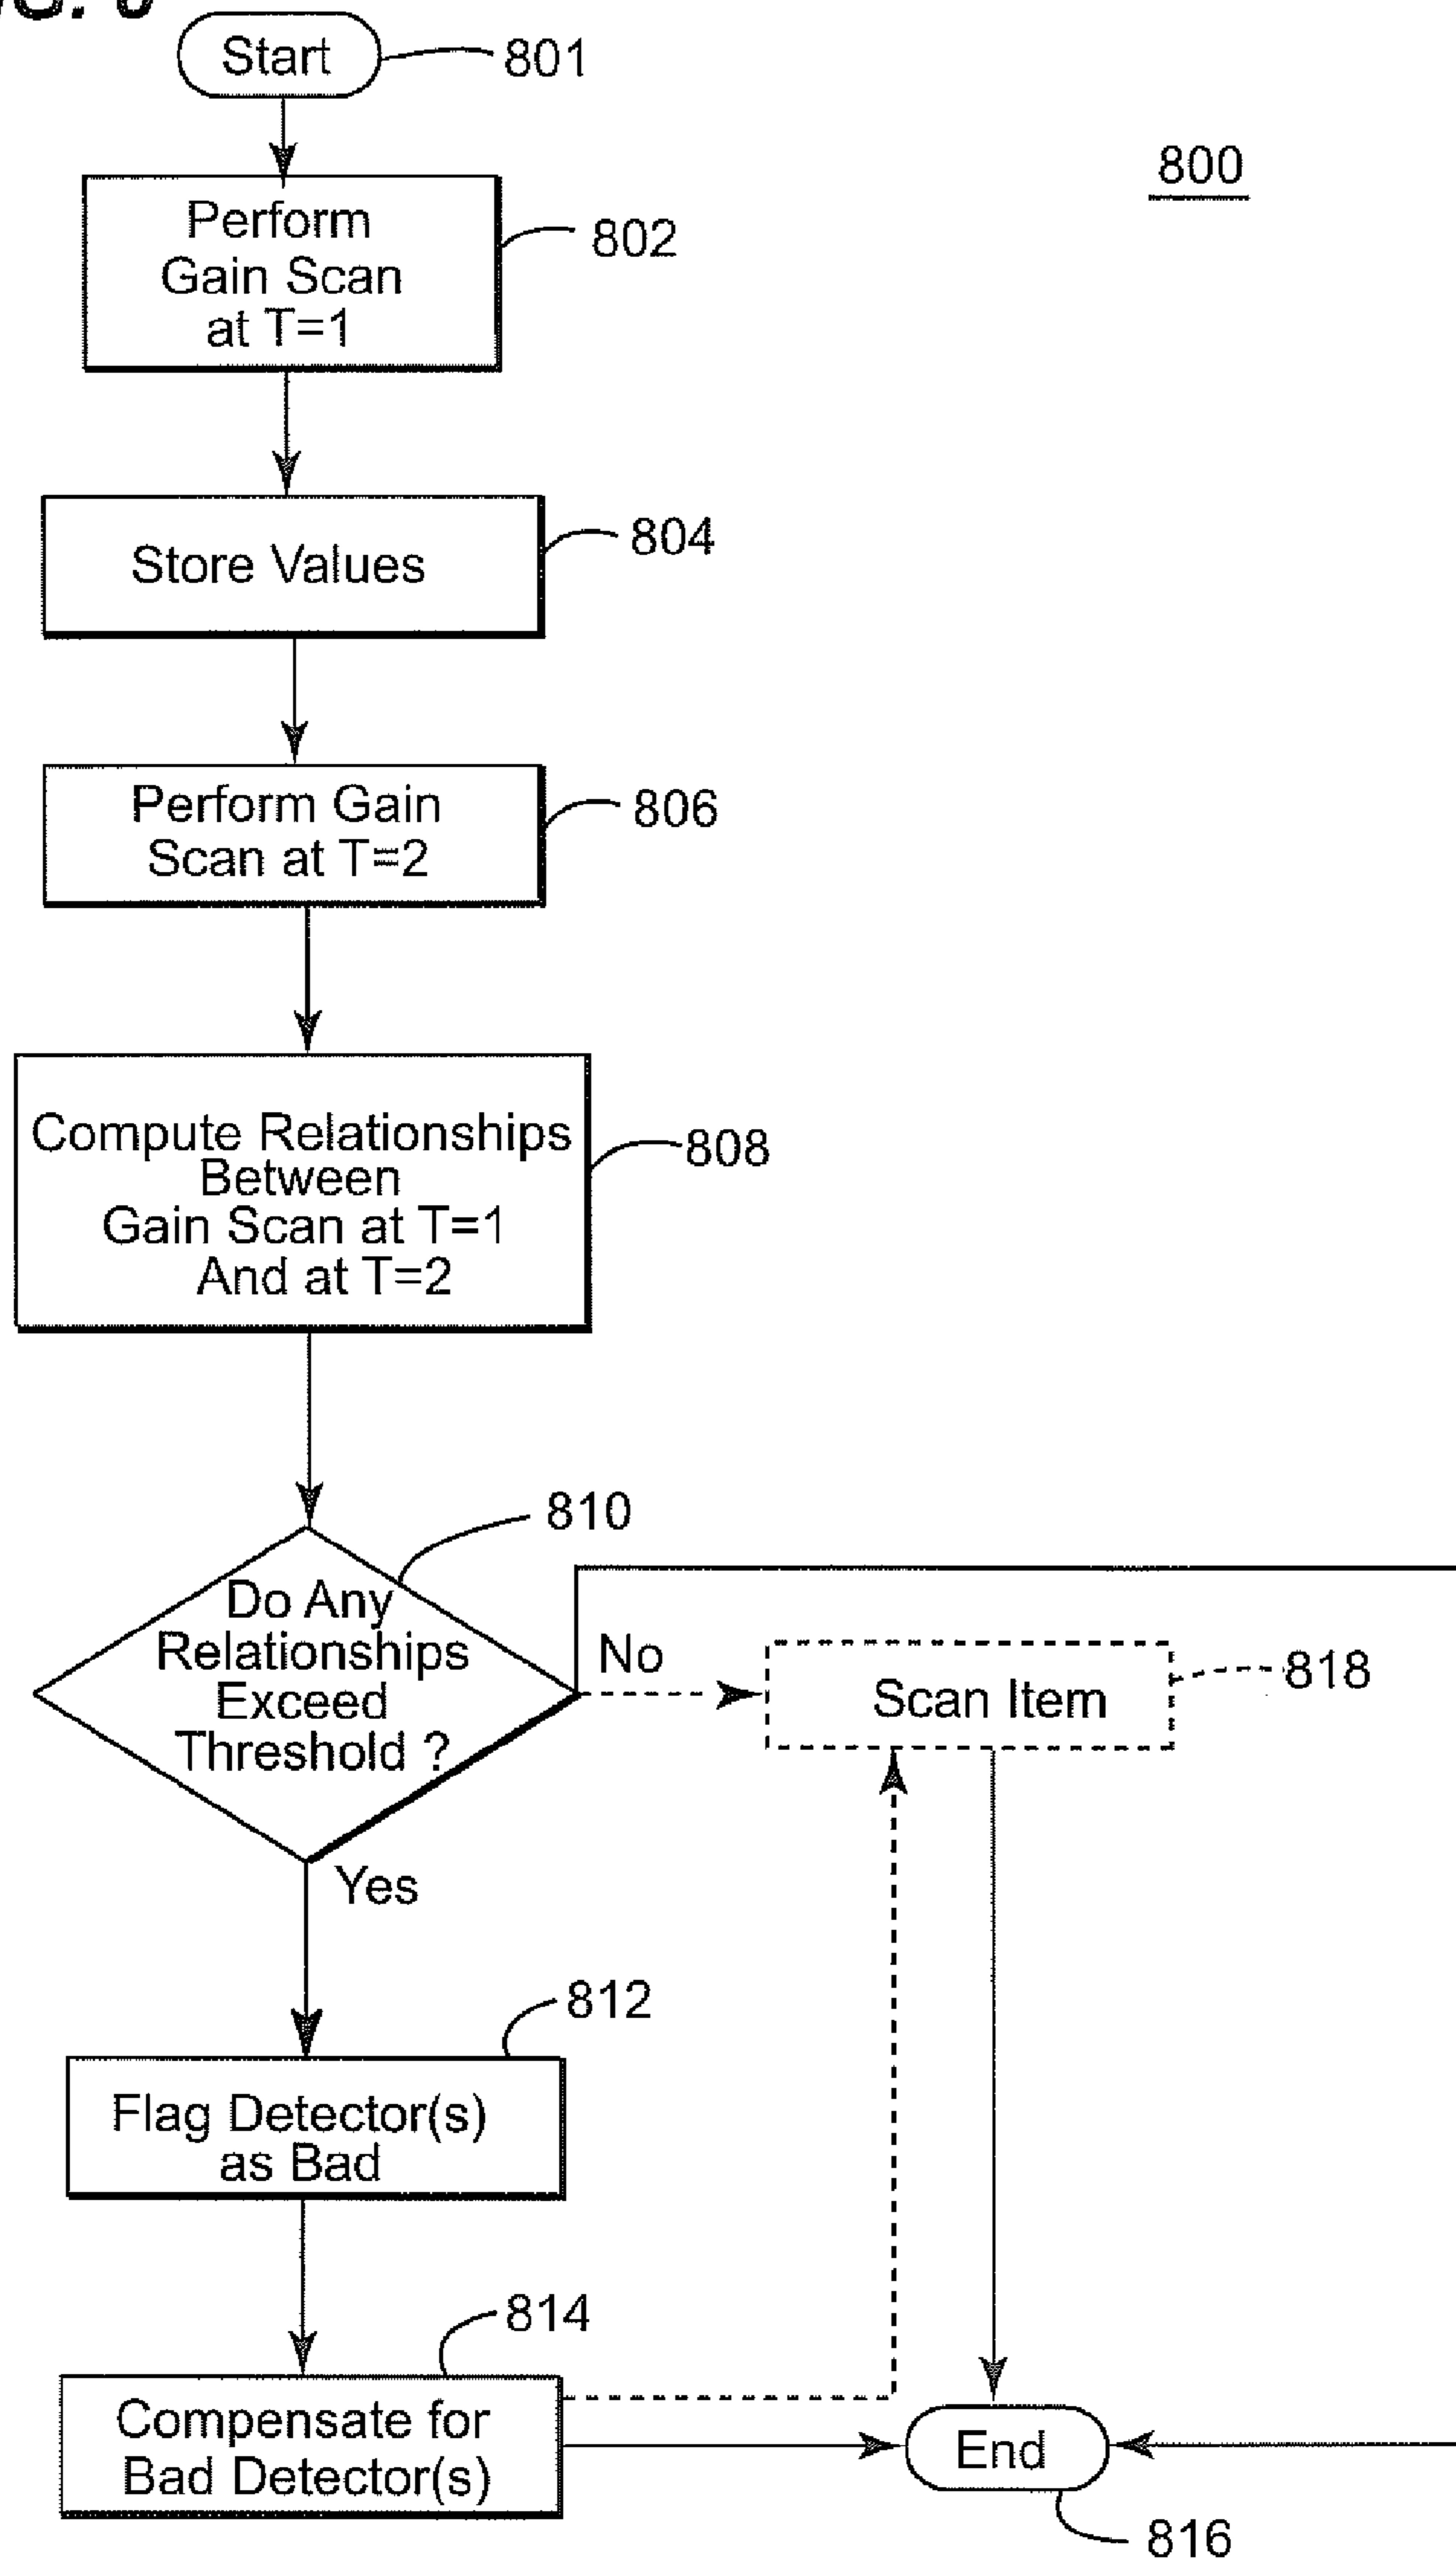 Start
801
800
Perform
Gain Scan
at T=1
802
Store Values
804
Perform Gain
Scan at T=2
806
Compute Relationships
Between
Gain Scan at T=1
And at T=2
808
810
Do Any
Relationships
Exceed
Threshold ?
No
Scan Item
818
Yes
812
Flag Detector(s)
as Bad
814
Compensate for
Bad Detector(s)
End
816